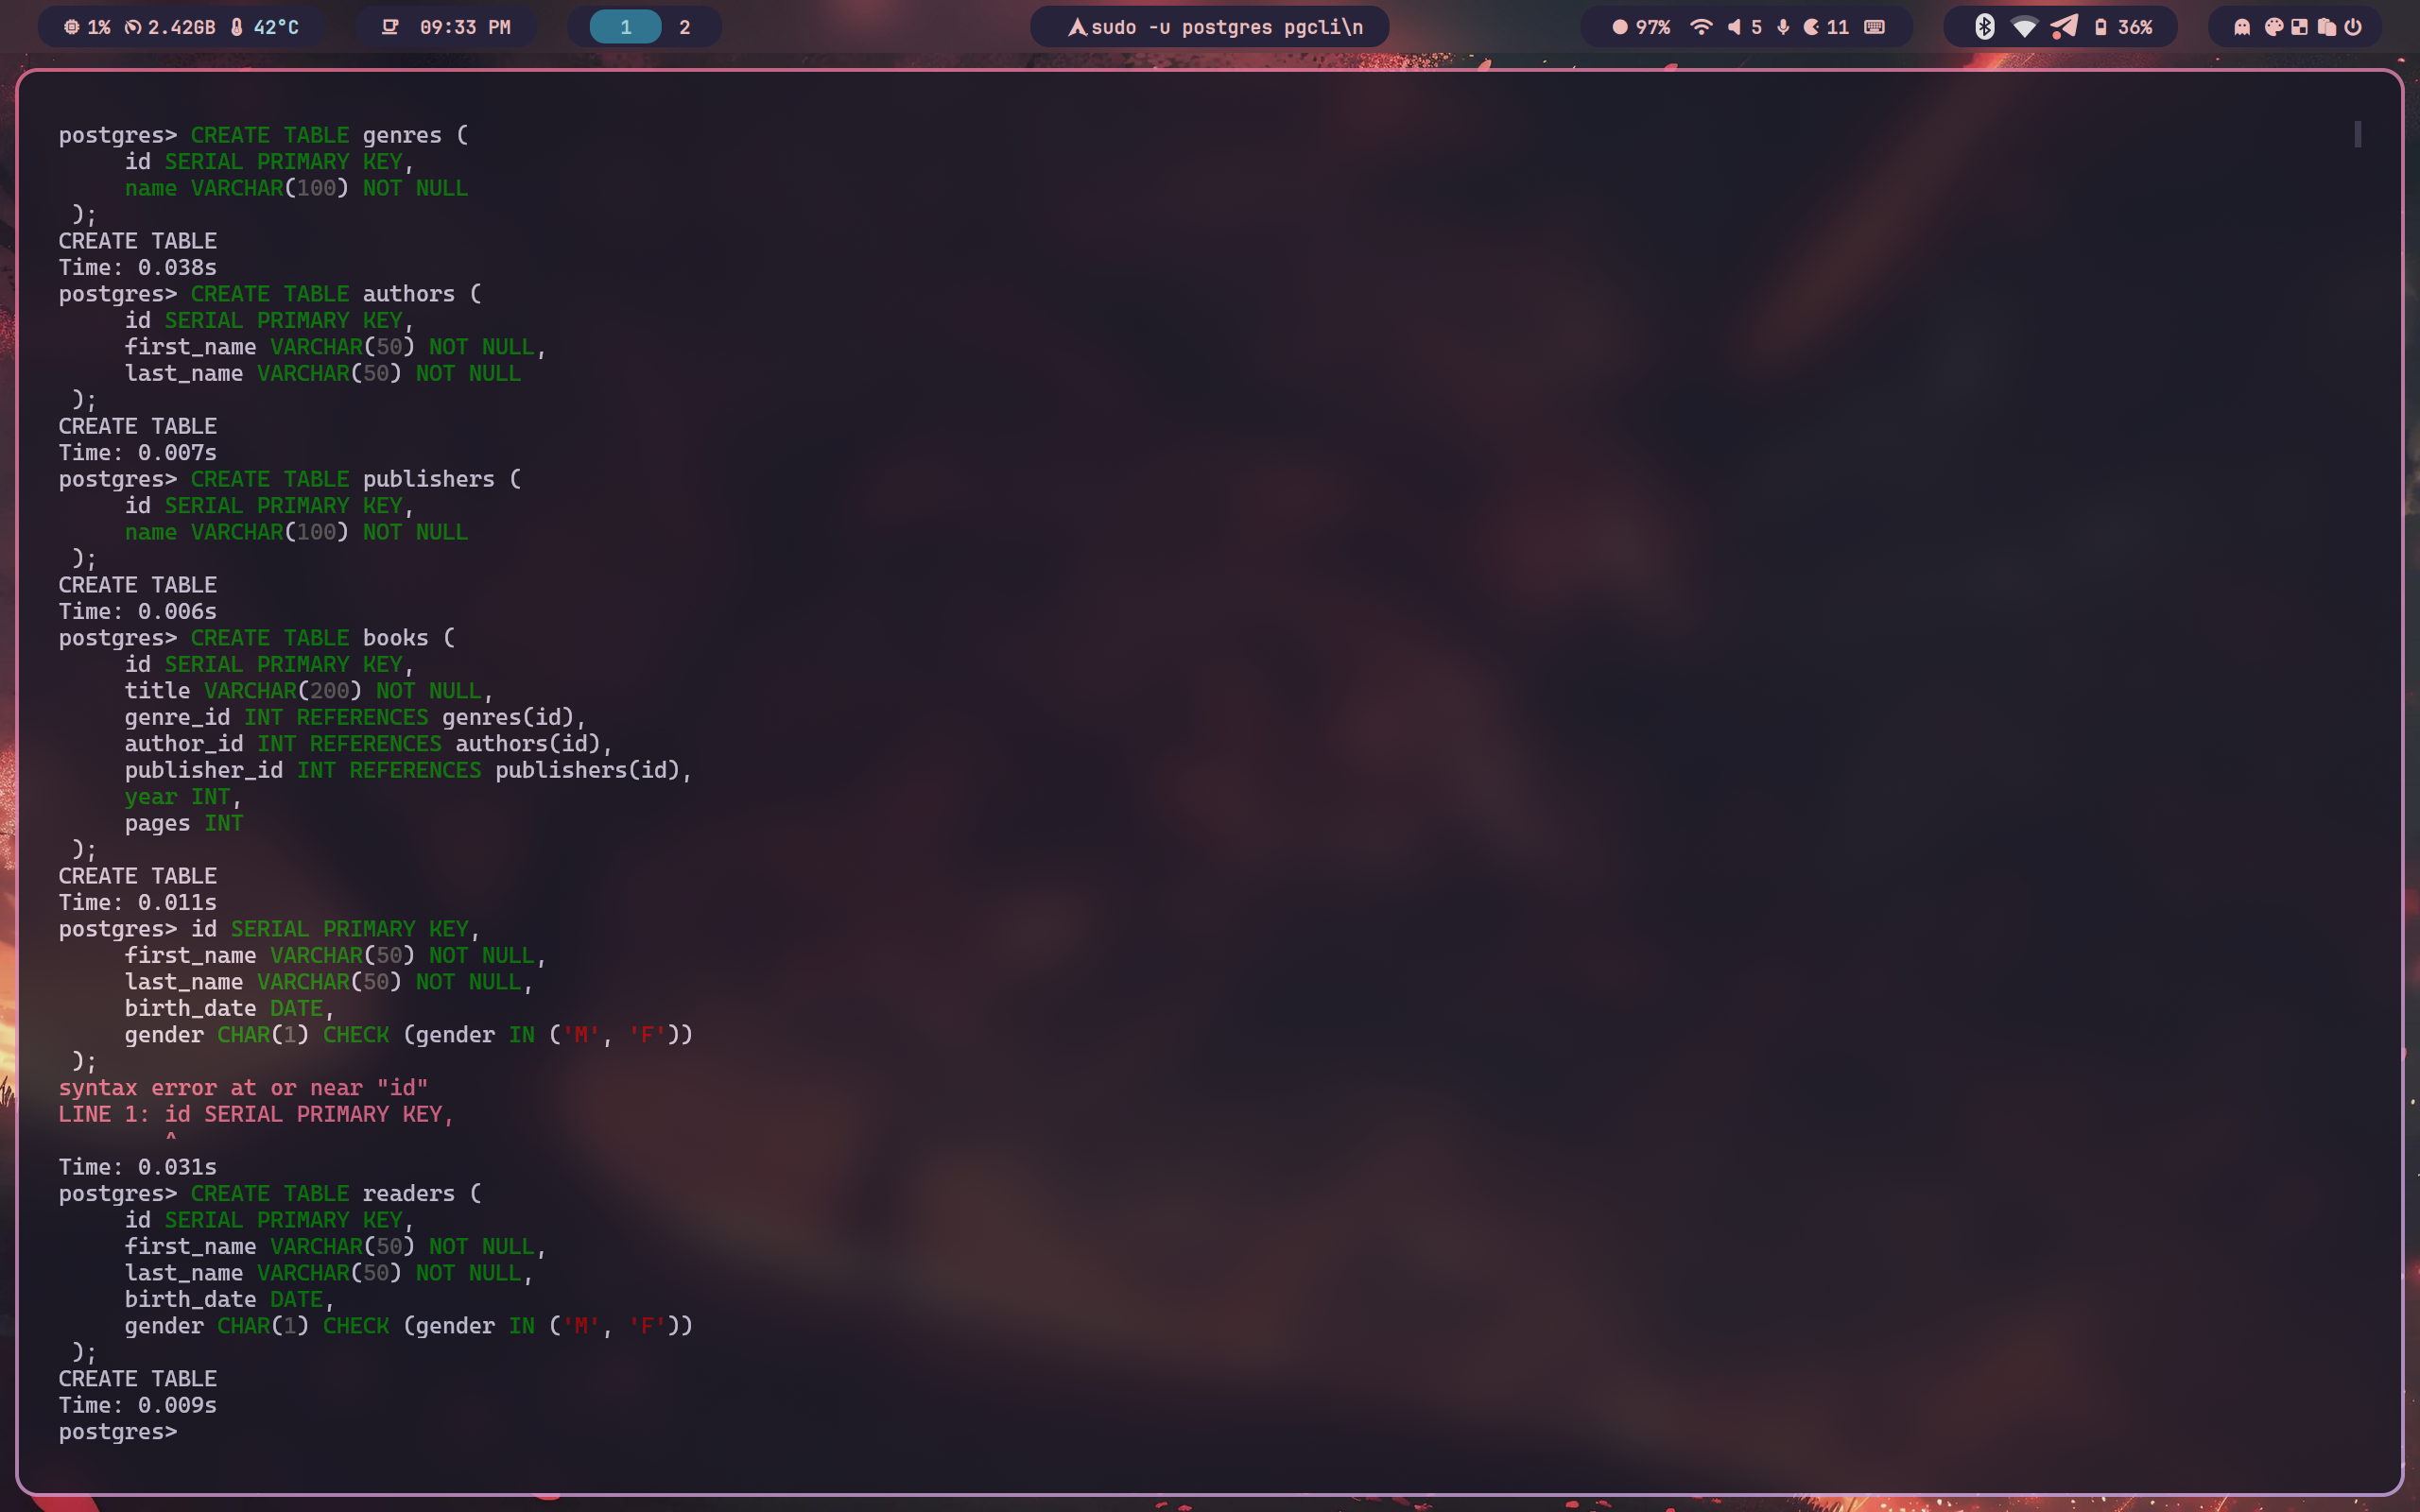 1% 2.42GB 42°C 09:33 PM 1 2 sudo -u postgres pgcli\n 97% 5 11 36%
postgres> CREATE TABLE genres (
     id SERIAL PRIMARY KEY,
     name VARCHAR(100) NOT NULL
 );
CREATE TABLE
Time: 0.038s
postgres> CREATE TABLE authors (
     id SERIAL PRIMARY KEY,
     first_name VARCHAR(50) NOT NULL,
     last_name VARCHAR(50) NOT NULL
 );
CREATE TABLE
Time: 0.007s
postgres> CREATE TABLE publishers (
     id SERIAL PRIMARY KEY,
     name VARCHAR(100) NOT NULL
 );
CREATE TABLE
Time: 0.006s
postgres> CREATE TABLE books (
     id SERIAL PRIMARY KEY,
     title VARCHAR(200) NOT NULL,
     genre_id INT REFERENCES genres(id),
     author_id INT REFERENCES authors(id),
     publisher_id INT REFERENCES publishers(id),
     year INT,
     pages INT
 );
CREATE TABLE
Time: 0.011s
postgres> id SERIAL PRIMARY KEY,
     first_name VARCHAR(50) NOT NULL,
     last_name VARCHAR(50) NOT NULL,
     birth_date DATE,
     gender CHAR(1) CHECK (gender IN ('M', 'F'))
 );
syntax error at or near "id"
LINE 1: id SERIAL PRIMARY KEY,
        ^
Time: 0.031s
postgres> CREATE TABLE readers (
     id SERIAL PRIMARY KEY,
     first_name VARCHAR(50) NOT NULL,
     last_name VARCHAR(50) NOT NULL,
     birth_date DATE,
     gender CHAR(1) CHECK (gender IN ('M', 'F'))
 );
CREATE TABLE
Time: 0.009s
postgres>